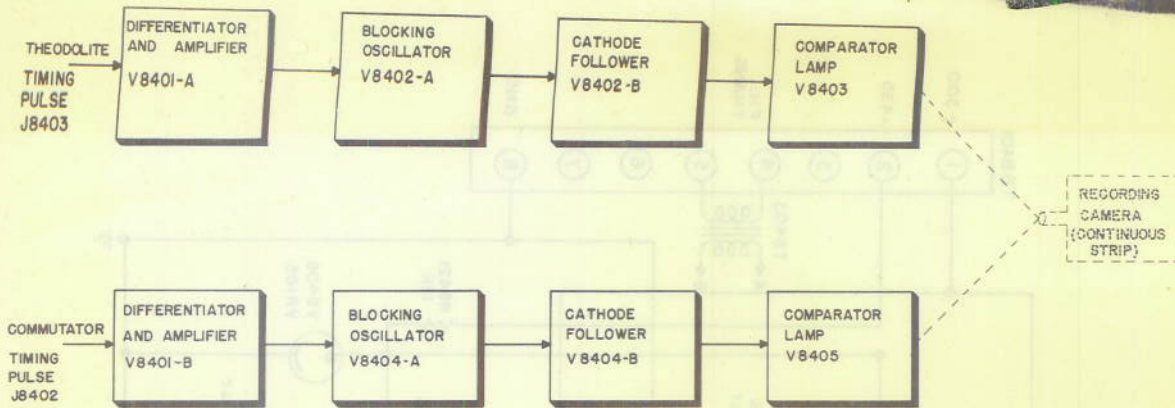 THEODOLITE
TIMING
PULSE
J8403
DIFFERENTIATOR
AND AMPLIFIER
V8401-A
BLOCKING
OSCILLATOR
V8402-A
CATHODE
FOLLOWER
V8402-B
COMPARATOR
LAMP
V8403
RECORDING
CAMERA
(CONTINUOUS
STRIP)
COMMUTATOR
TIMING
PULSE
J8402
DIFFERENTIATOR
AND AMPLIFIER
V8401-B
BLOCKING
OSCILLATOR
V8404-A
CATHODE
FOLLOWER
V8404-B
COMPARATOR
LAMP
V8405